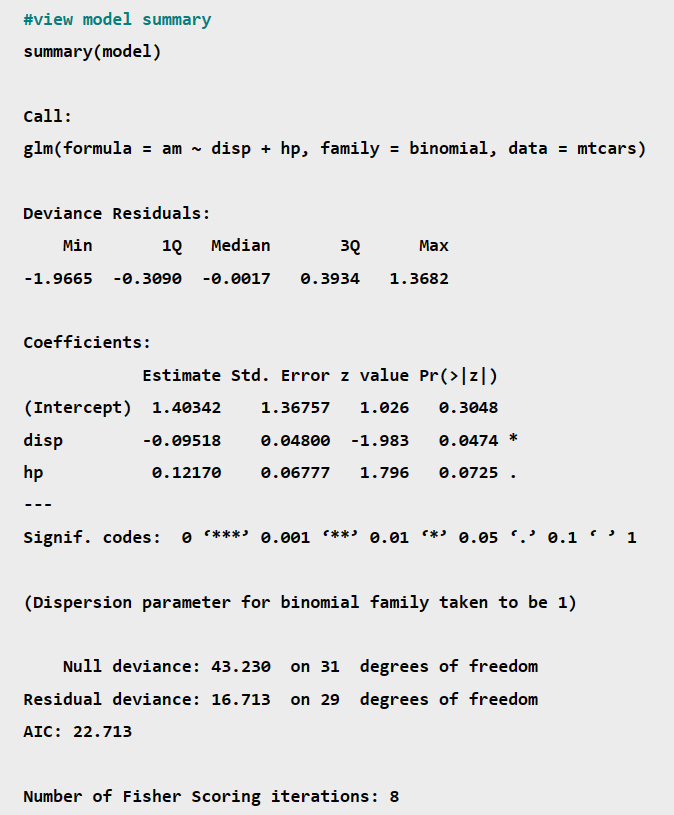 #view model summary
summary(model)
Call:
glm(formula = am ~ disp + hp, family = binomial, data = mtcars)
Deviance Residuals:
    Min       1Q   Median       3Q      Max
-1.9665  -0.3090  -0.0017   0.3934   1.3682
Coefficients:
            Estimate Std. Error z value Pr(>|z|)
(Intercept)  1.40342    1.36757   1.026   0.3048
disp        -0.09518    0.04800  -1.983   0.0474 *
hp           0.12170    0.06777   1.796   0.0725 .
---
Signif. codes:  0 ‘***’ 0.001 ‘**’ 0.01 ‘*’ 0.05 ‘.’ 0.1 ‘ ’ 1
(Dispersion parameter for binomial family taken to be 1)
    Null deviance: 43.230  on 31  degrees of freedom
Residual deviance: 16.713  on 29  degrees of freedom
AIC: 22.713
Number of Fisher Scoring iterations: 8